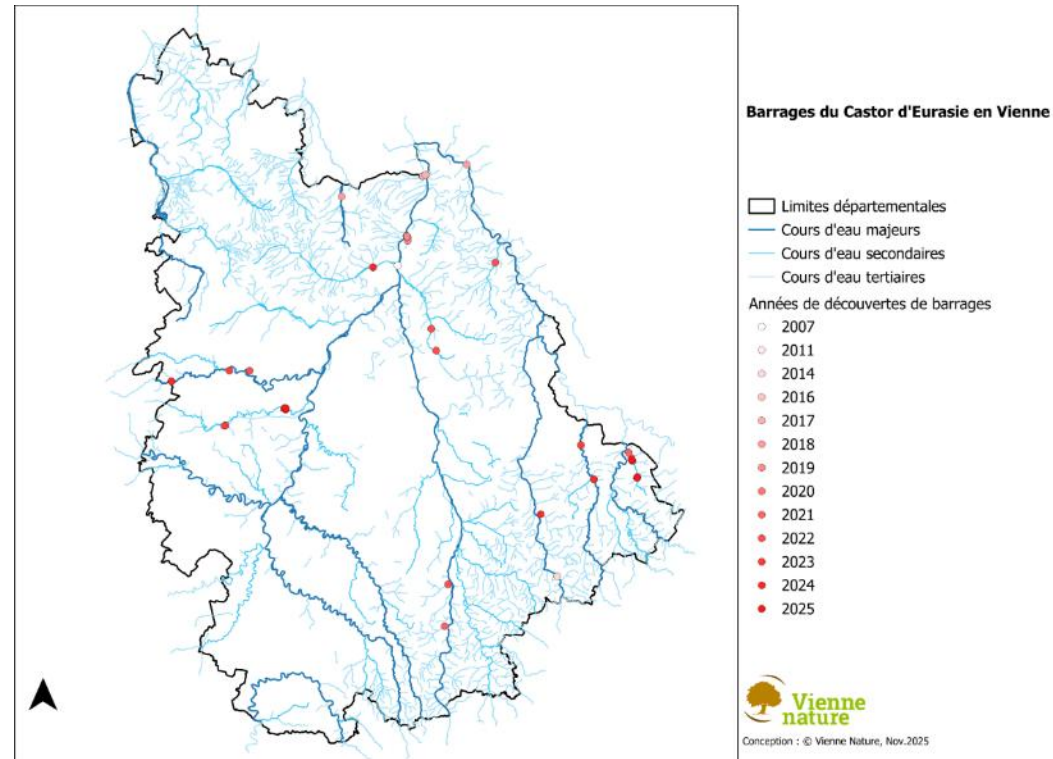 Barrages du Castor d'Eurasie en Vienne
Limites départementales
Cours d'eau majeurs
Cours d'eau secondaires
Cours d'eau tertiaires
Années de découvertes de barrages
2007
2011
2014
2016
2017
2018
2019
2020
2021
2022
2023
2024
2025
Vienne
nature
Conception : © Vienne Nature, Nov.2025